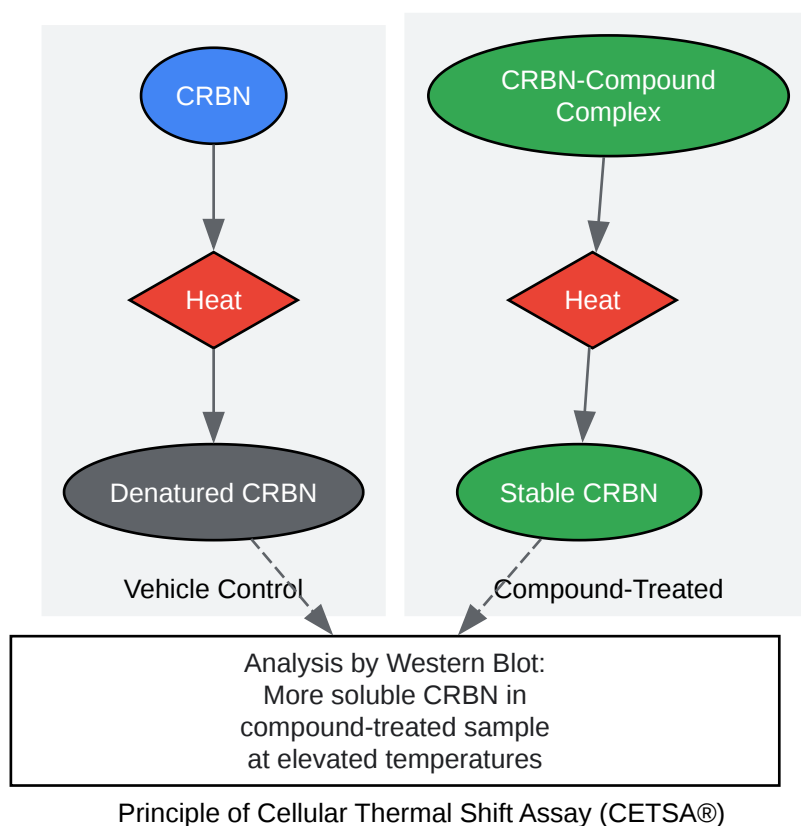 CRBN
Heat
Denatured CRBN
Vehicle Control
CRBN-Compound
Complex
Heat
Stable CRBN
Compound-Treated
Analysis by Western Blot:
More soluble CRBN in
compound-treated sample
at elevated temperatures
Principle of Cellular Thermal Shift Assay (CETSA®)